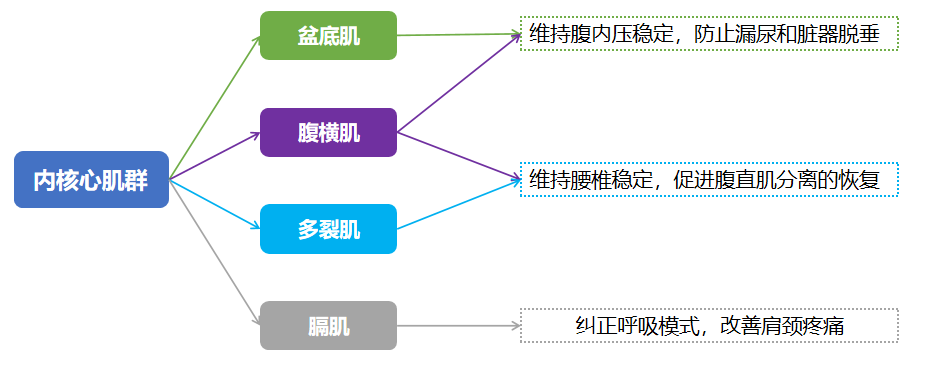 盆底肌
维持腹内压稳定，防止漏尿和脏器脱垂
腹横肌
内核心肌群
维持腰椎稳定，促进腹直肌分离的恢复
多裂肌
膈肌
纠正呼吸模式，改善肩颈疼痛